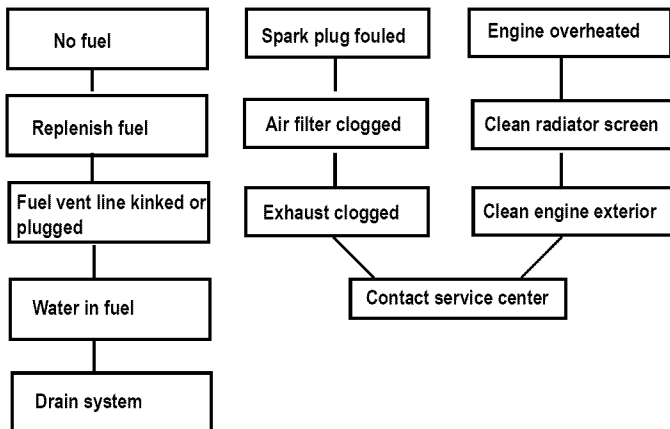 No fuel
Replenish fuel
Fuel vent line kinked or
plugged
Water in fuel
Drain system
Spark plug fouled
Air filter clogged
Exhaust clogged
Engine overheated
Clean radiator screen
Clean engine exterior
Contact service center